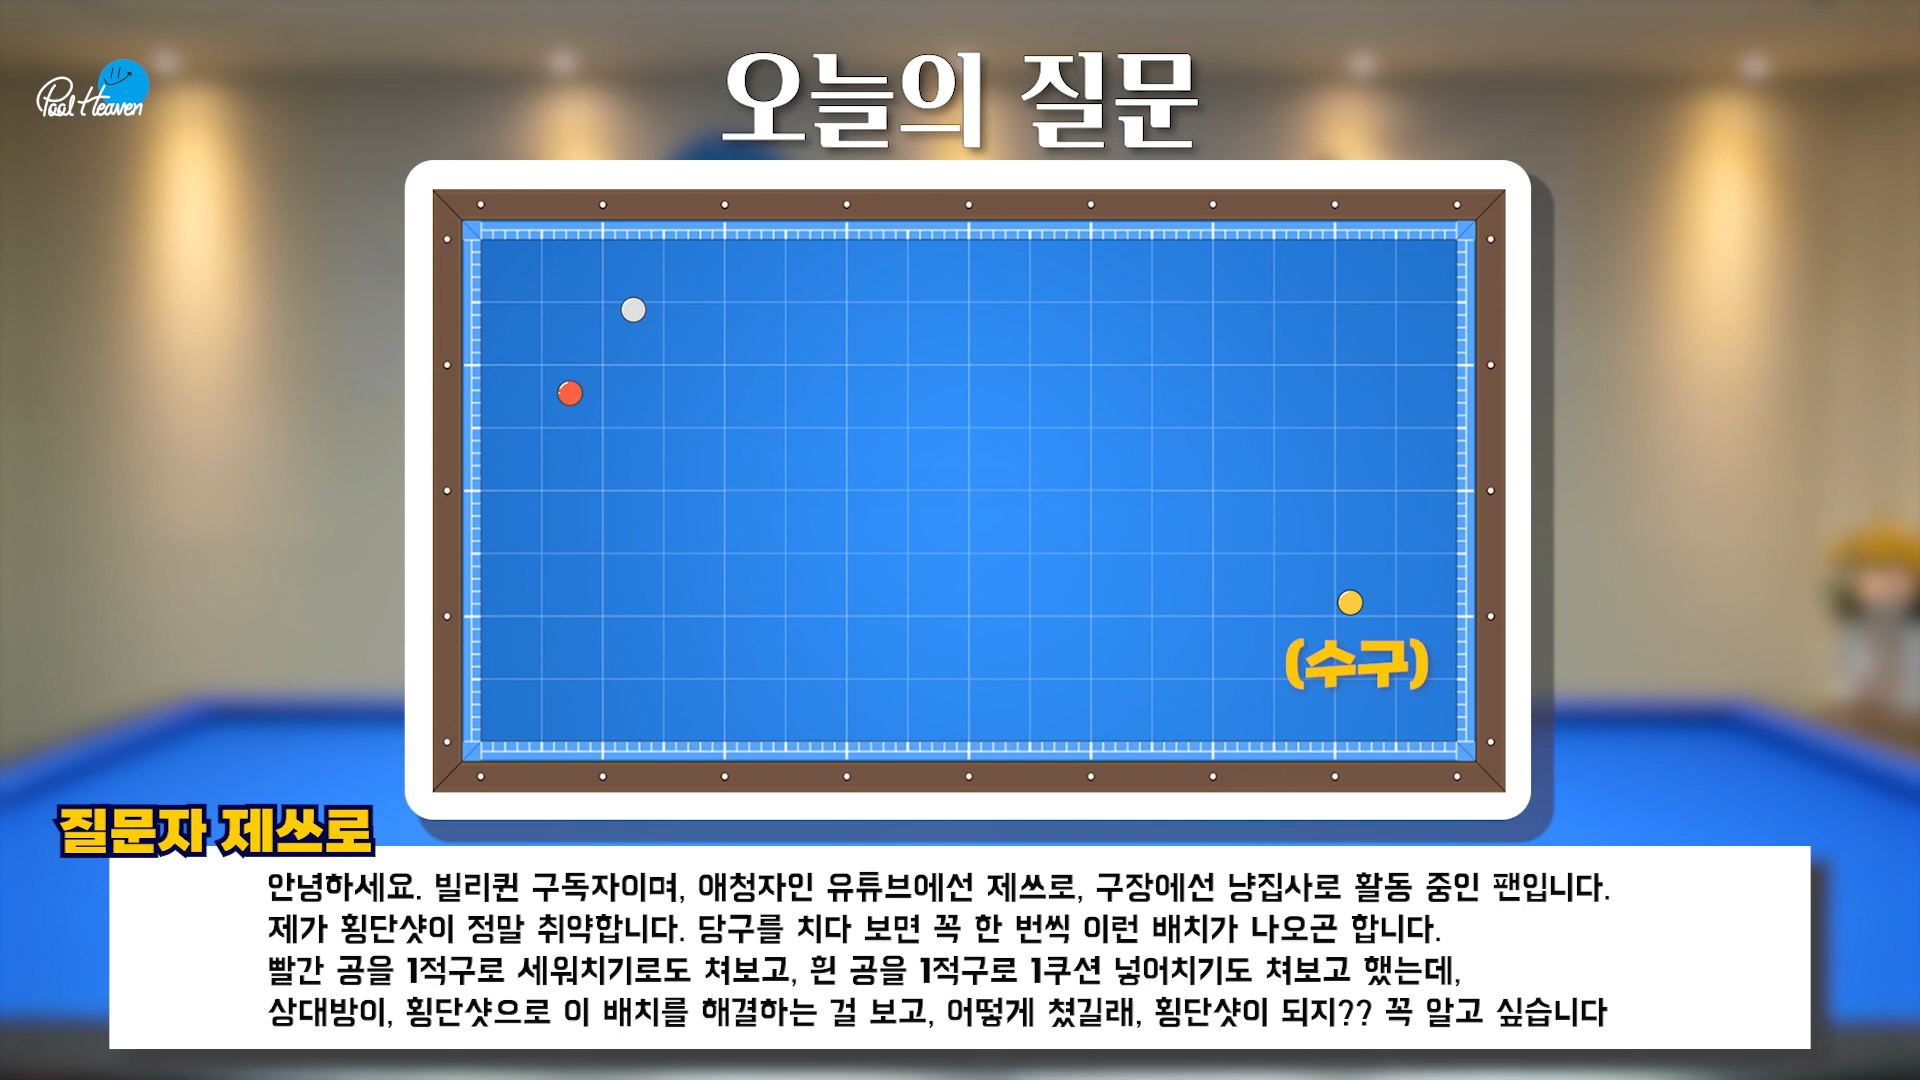 Pool Heaven
오늘의 질문
(수구)
질문자 제쓰로
안녕하세요. 빌리퀸 구독자이며, 애청자인 유튜브에선 제쓰로, 구장에선 냥집사로 활동 중인 팬입니다.
제가 횡단샷이 정말 취약합니다. 당구를 치다 보면 꼭 한 번씩 이런 배치가 나오곤 합니다.
빨간 공을 1적구로 세워치기로도 쳐보고, 흰 공을 1적구로 1쿠션 넣어치기도 쳐보고 했는데,
상대방이, 횡단샷으로 이 배치를 해결하는 걸 보고, 어떻게 쳤길래, 횡단샷이 되지?? 꼭 알고 싶습니다